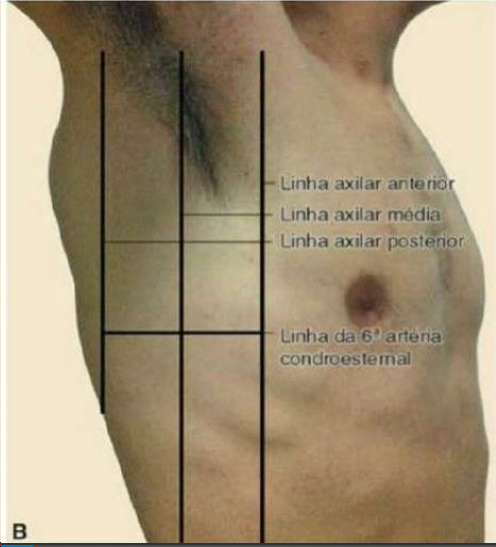 Linha axilar anterior
Linha axilar média
Linha axilar posterior
Linha da 6ª artéria
condroesternal
B